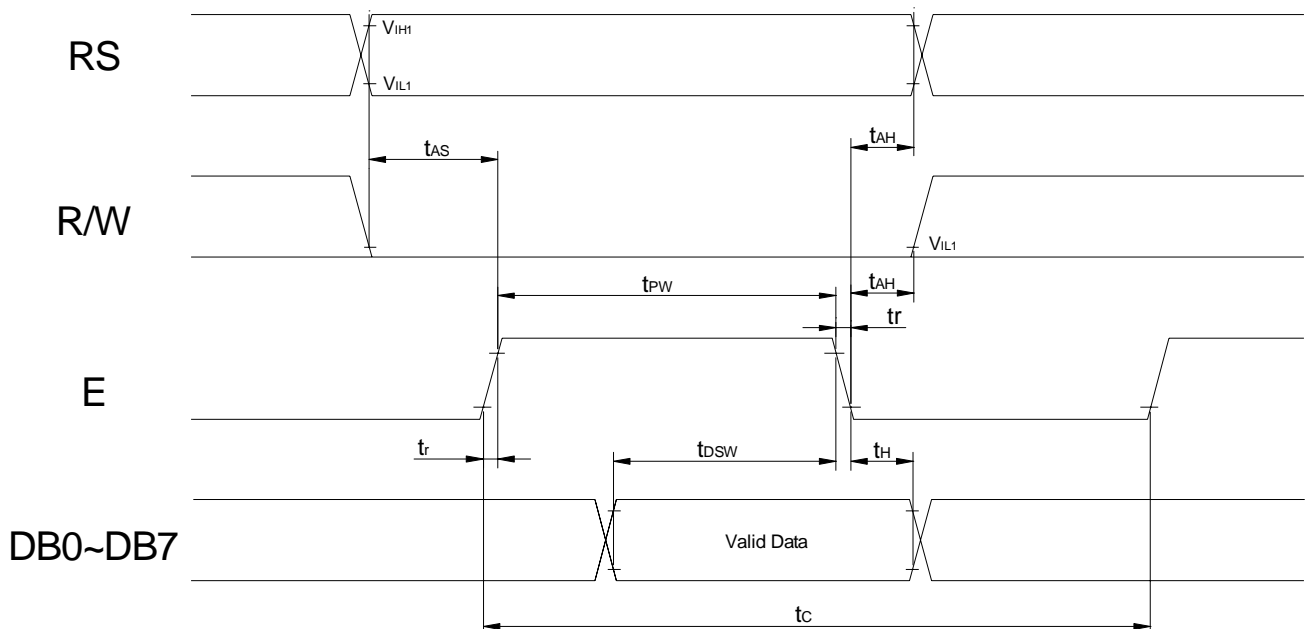 RS
VIH1
VIL1
tAS
tAH
R/W
VIL1
tPW
tAH
tr
E
tr
tDSW
tH
DB0~DB7
Valid Data
tC